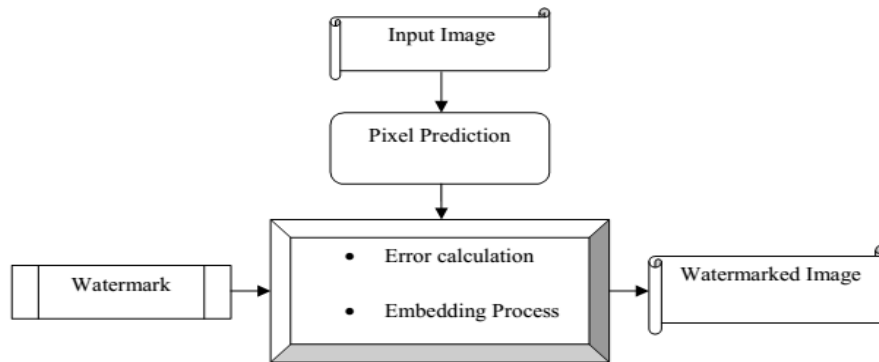 Input Image
Pixel Prediction
• Error calculation
• Embedding Process
Watermark
Watermarked Image